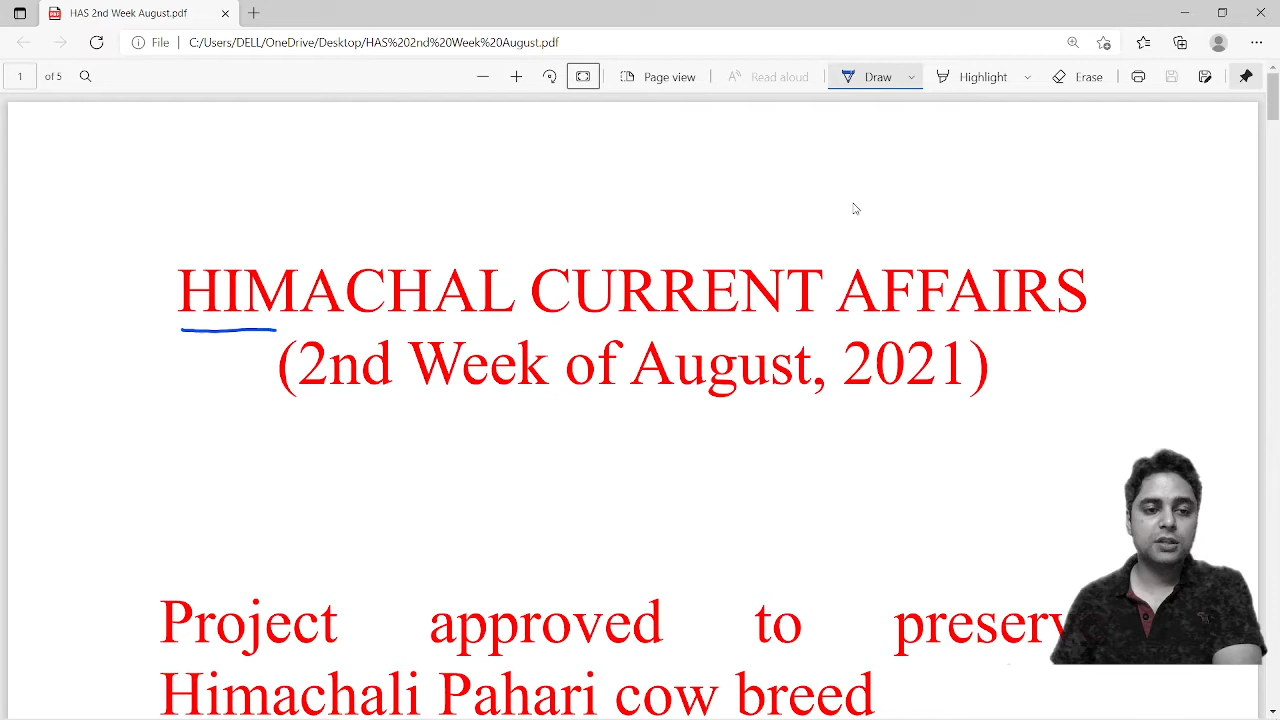 HAS 2nd Week August.pdf
File C:/Users/DELL/OneDrive/Desktop/HAS%202nd%20Week%20August.pdf
1 of 5 Page view Read aloud Draw Highlight Erase
HIMACHAL CURRENT AFFAIRS
(2nd Week of August, 2021)
Project approved to preserve
Himachali Pahari cow breed